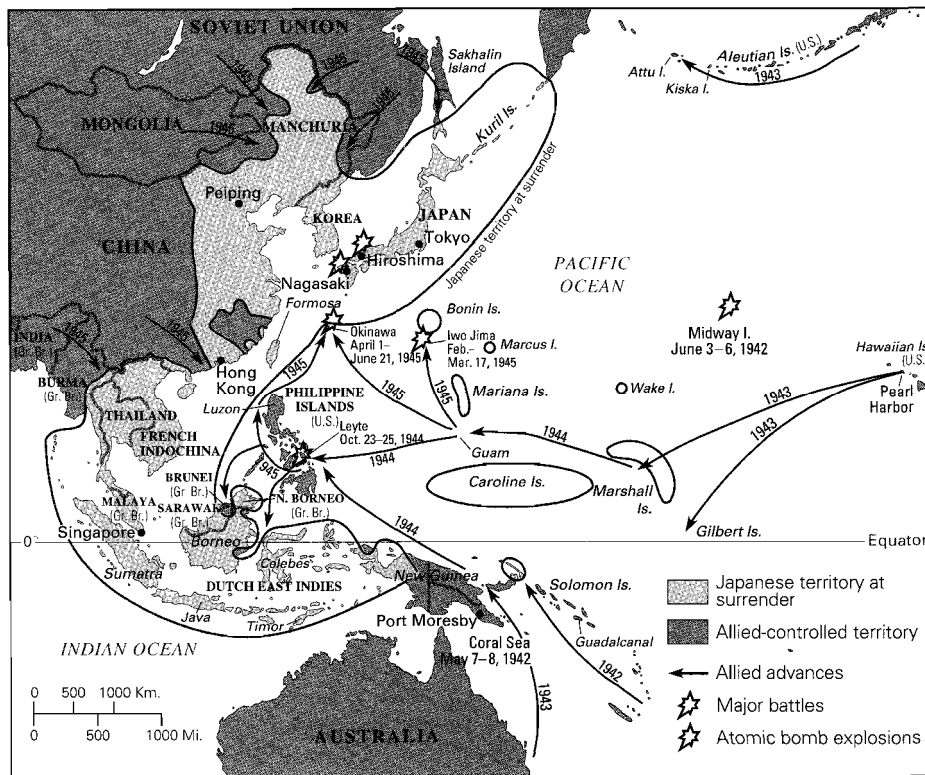 SOVIET UNION
Sakhalin
Island
Aleutian Is. (U.S.)
Attu I.
Kiska I.
1943
1945
1945
1945
1945
MONGOLIA
1945
MANCHURIA
Kuril Is.
Peiping
KOREA
JAPAN
Tokyo
Hiroshima
Nagasaki
Japanese territory at surrender
CHINA
PACIFIC
OCEAN
Formosa
Bonin Is.
Okinawa
April 1–
June 21, 1945
Iwo Jima
Feb.–
Mar. 17, 1945
Marcus I.
Midway I.
June 3–6, 1942
Hawaiian Is.
(U.S.)
Pearl
Harbor
INDIA
(Gr. Br.)
1945
1945
Hong
Kong
BURMA
(Gr. Br.)
1945
1945
1945
Mariana Is.
Wake I.
1943
1943
THAILAND
Luzon
PHILIPPINE
ISLANDS
(U.S.)
FRENCH
INDOCHINA
Leyte
Oct. 23–25, 1944
1944
Guam
1944
1945
Caroline Is.
Marshall
Is.
BRUNEI
(Gr. Br.)
MALAYA
(Gr. Br.)
SARAWAK
(Gr. Br.)
N. BORNEO
(Gr. Br.)
1944
Gilbert Is.
Singapore
0°
Equator
Borneo
Sumatra
Celebes
DUTCH EAST INDIES
New Guinea
Solomon Is.
Java
Timor
Port Moresby
Guadalcanal
Coral Sea
May 7–8, 1942
1942
1943
INDIAN OCEAN
AUSTRALIA
0 500 1000 Km.
0 500 1000 Mi.
Japanese territory at
surrender
Allied-controlled territory
Allied advances
Major battles
Atomic bomb explosions